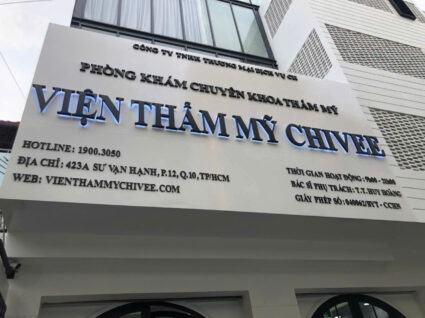 CÔNG TY TNHH THƯƠNG MẠI DỊCH VỤ
PHÒNG KHÁM CHUYÊN KHOA THẨM MỸ
VIỆN THẨM MỸ CHIVEE
HOTLINE: 1900.3050
ĐỊA CHỈ: 423A SƯ VẠN HẠNH, P.12, Q.10, TP/HCM
WEB: VIENTHAMMYCHIVEE.COM
THỜI GIAN HOẠT ĐỘNG:
BÁC SĨ PHỤ TRÁCH: T.T. HUY HOÀNG
GIẤY PHÉP SỐ: